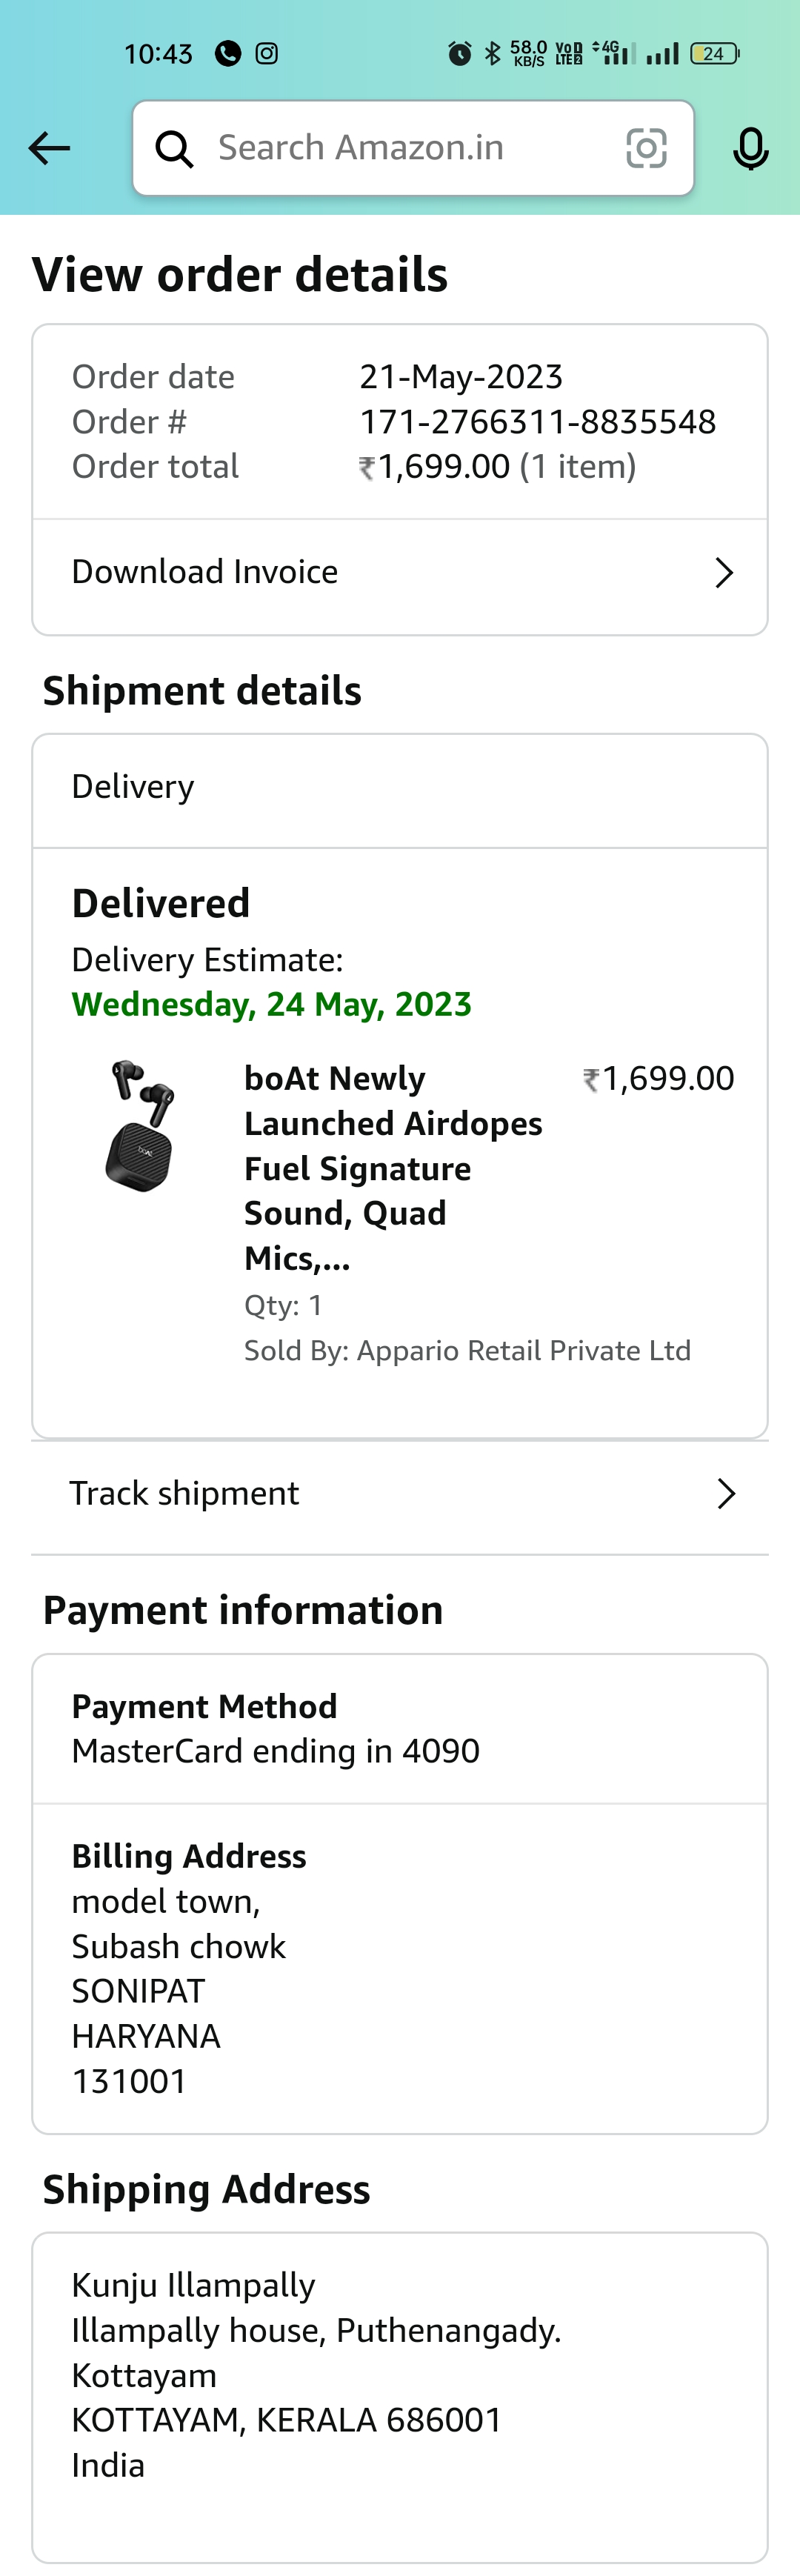 10:43 58.0 KB/S VoD LTE2 4G 24
Search Amazon.in
View order details
Order date 21-May-2023
Order # 171-2766311-8835548
Order total ₹1,699.00 (1 item)
Download Invoice
Shipment details
Delivery
Delivered
Delivery Estimate:
Wednesday, 24 May, 2023
boAt Newly ₹1,699.00
Launched Airdopes
Fuel Signature
Sound, Quad
Mics,...
Qty: 1
Sold By: Appario Retail Private Ltd
boAt
Track shipment
Payment information
Payment Method
MasterCard ending in 4090
Billing Address
model town,
Subash chowk
SONIPAT
HARYANA
131001
Shipping Address
Kunju Illampally
Illampally house, Puthenangady.
Kottayam
KOTTAYAM, KERALA 686001
India